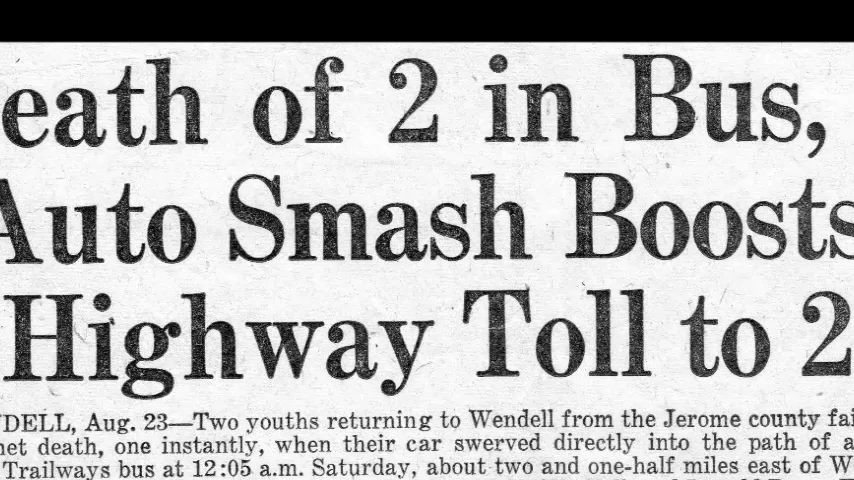 eath of 2 in Bus,
Auto Smash Boosts
Highway Toll to 2
DELL, Aug. 23—Two youths returning to Wendell from the Jerome county fai
net death, one instantly, when their car swerved directly into the path of a
Trailways bus at 12:05 a.m. Saturday, about two and one-half miles east of W